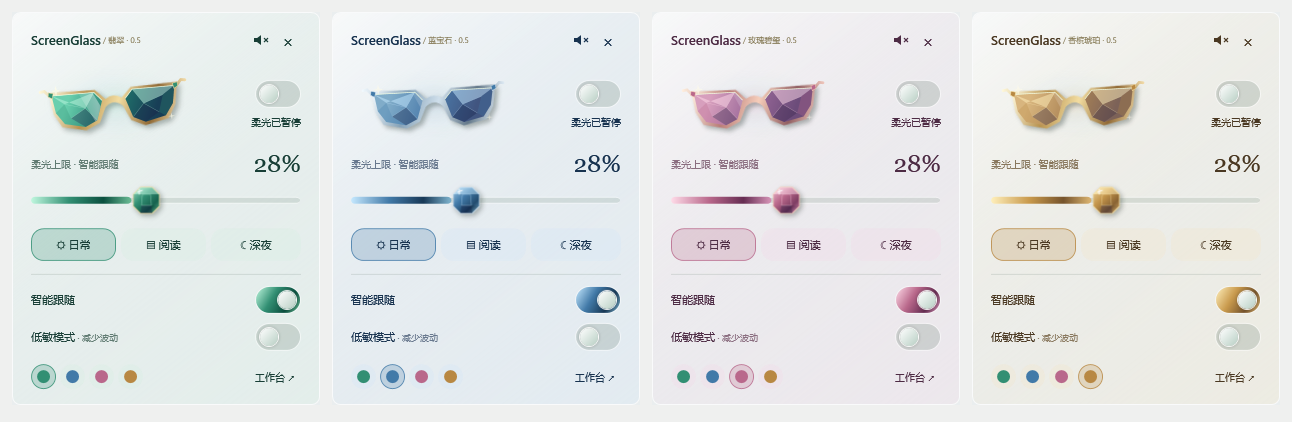 ScreenGlass / 翡翠 · 0.5
柔光已暂停
柔光上限 · 智能跟随
28%
日常 阅读 深夜
智能跟随
低敏模式 · 减少波动
工作台 ↗
ScreenGlass / 蓝宝石 · 0.5
柔光已暂停
柔光上限 · 智能跟随
28%
日常 阅读 深夜
智能跟随
低敏模式 · 减少波动
工作台 ↗
ScreenGlass / 玫瑰碧玺 · 0.5
柔光已暂停
柔光上限 · 智能跟随
28%
日常 阅读 深夜
智能跟随
低敏模式 · 减少波动
工作台 ↗
ScreenGlass / 香槟琥珀 · 0.5
柔光已暂停
柔光上限 · 智能跟随
28%
日常 阅读 深夜
智能跟随
低敏模式 · 减少波动
工作台 ↗